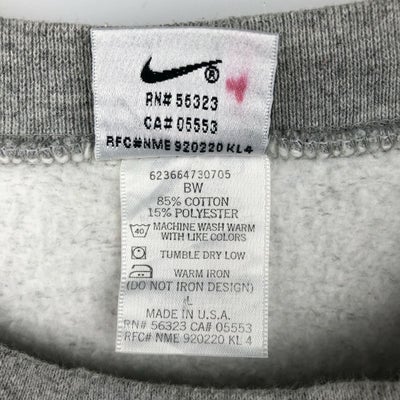 ®
RN# 56323
CA# 05553
RFC#NME 920220 KL4
623664730705
BW
85% COTTON
15% POLYESTER
40 MACHINE WASH WARM
WITH LIKE COLORS
TUMBLE DRY LOW
WARM IRON
(DO NOT IRON DESIGN)
L
MADE IN U.S.A.
RN# 56323 CA# 05553
RFC# NME 920220 KL 4